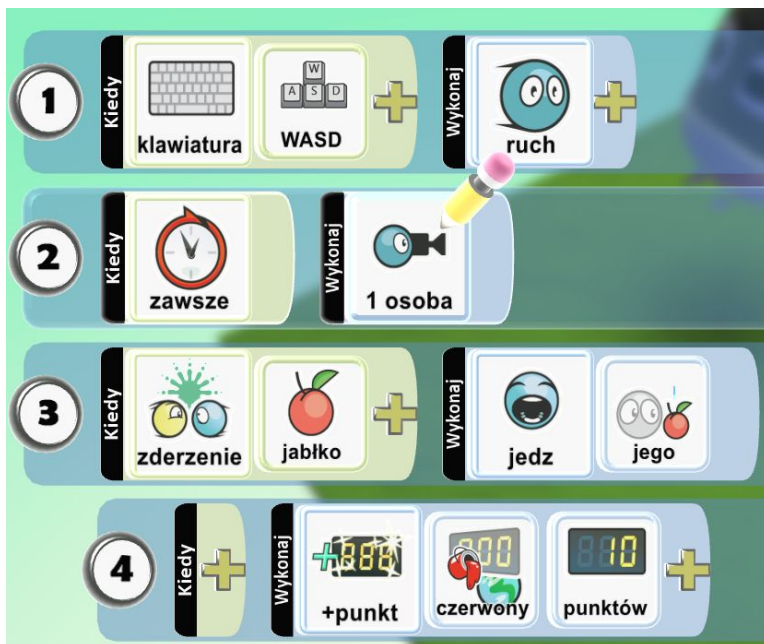 1
Kiedy
W
A S D
klawiatura
WASD
Wykonaj
ruch
2
Kiedy
zawsze
Wykonaj
1 osoba
3
Kiedy
zderzenie
jabłko
Wykonaj
jedz
jego
4
Kiedy
Wykonaj
+punkt
czerwony
10
punktów